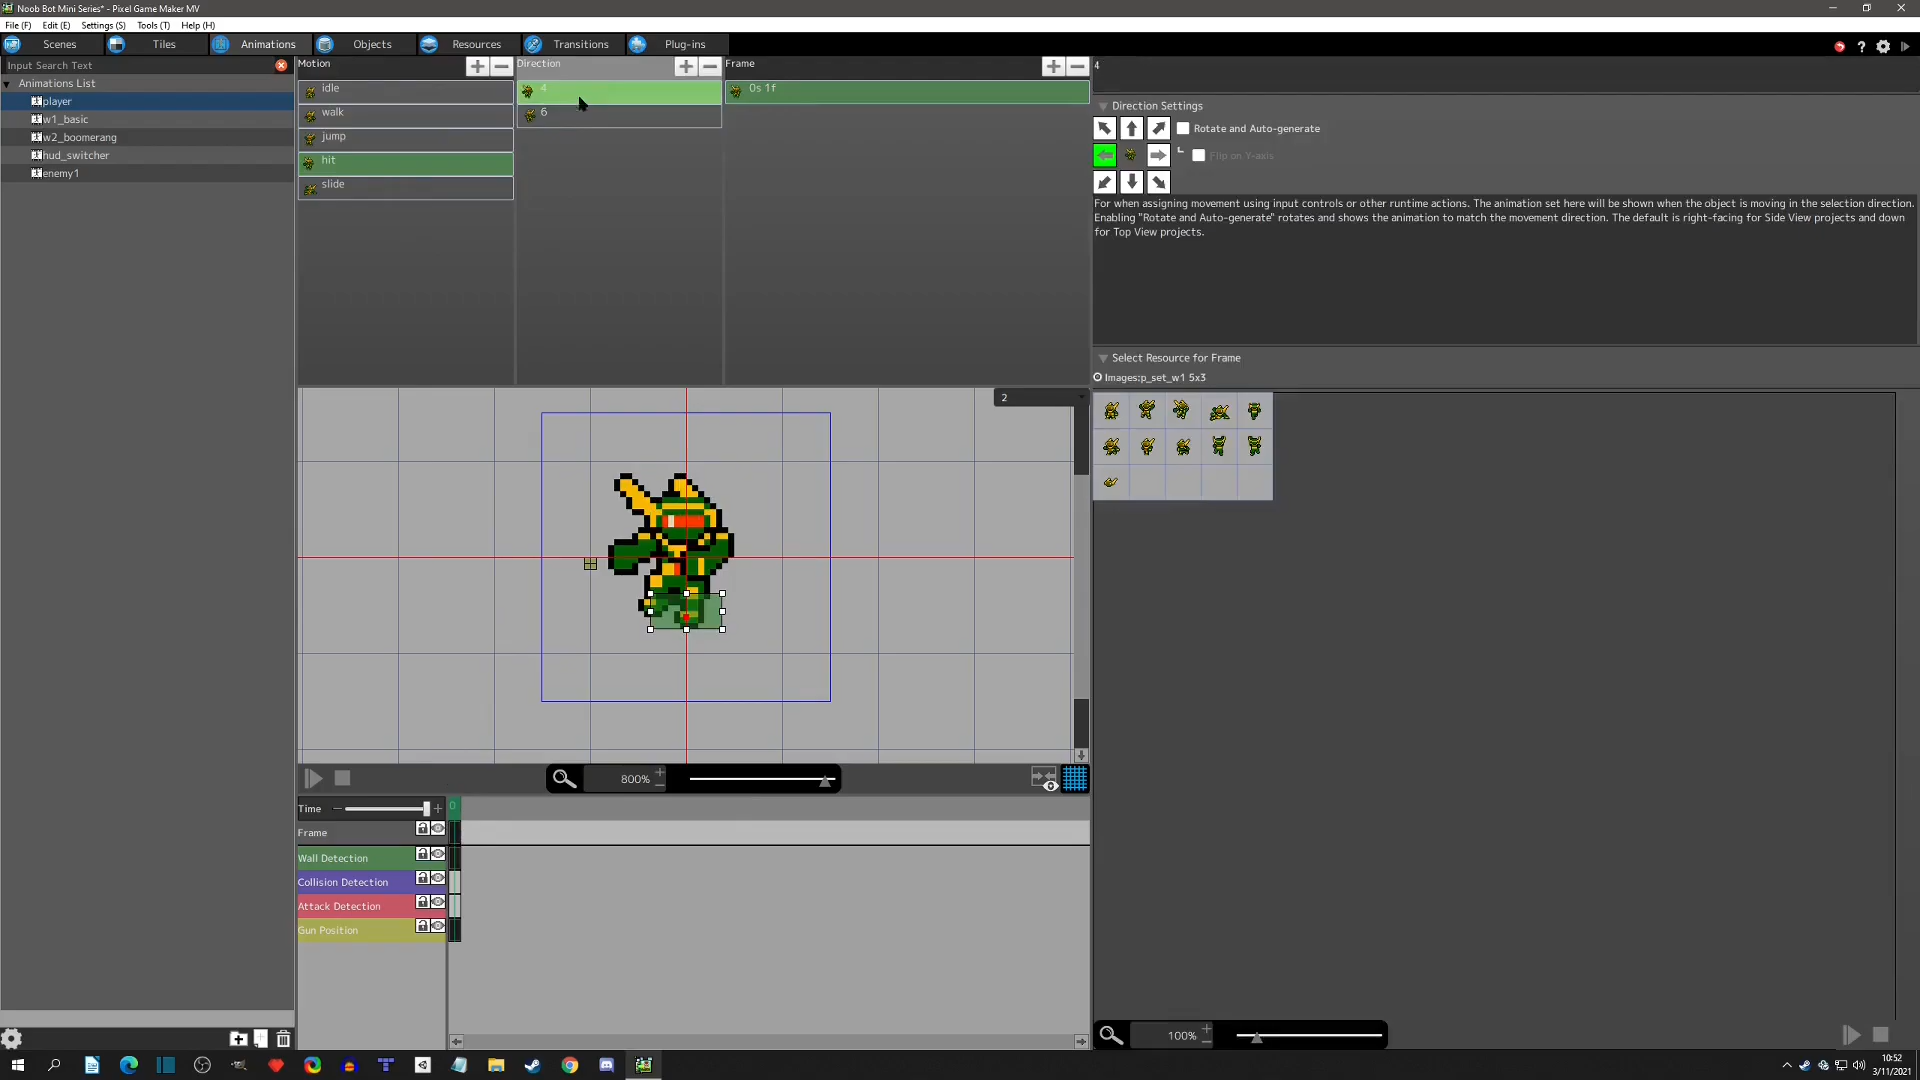 Noob Bot Mini Series* - Pixel Game Maker MV
File (F) Edit (E) Settings (S) Tools (T) Help (H)
Scenes Tiles Animations Objects Resources Transitions Plug-ins ?
Input Search Text
Animations List
player
w1_basic
w2_boomerang
hud_switcher
enemy1
Motion
idle
walk
jump
hit
slide
Direction
4
6
Frame
0s 1f
4
Direction Settings
Rotate and Auto-generate
Flip on Y-axis
For when assigning movement using input controls or other runtime actions. The animation set here will be shown when the object is moving in the selection direction.
Enabling "Rotate and Auto-generate" rotates and shows the animation to match the movement direction. The default is right-facing for Side View projects and down
for Top View projects.
Select Resource for Frame
Images:p_set_w1 5x3
2
800%
Time 0
Frame
Wall Detection
Collision Detection
Attack Detection
Gun Position
100%
10:52
3/11/2021